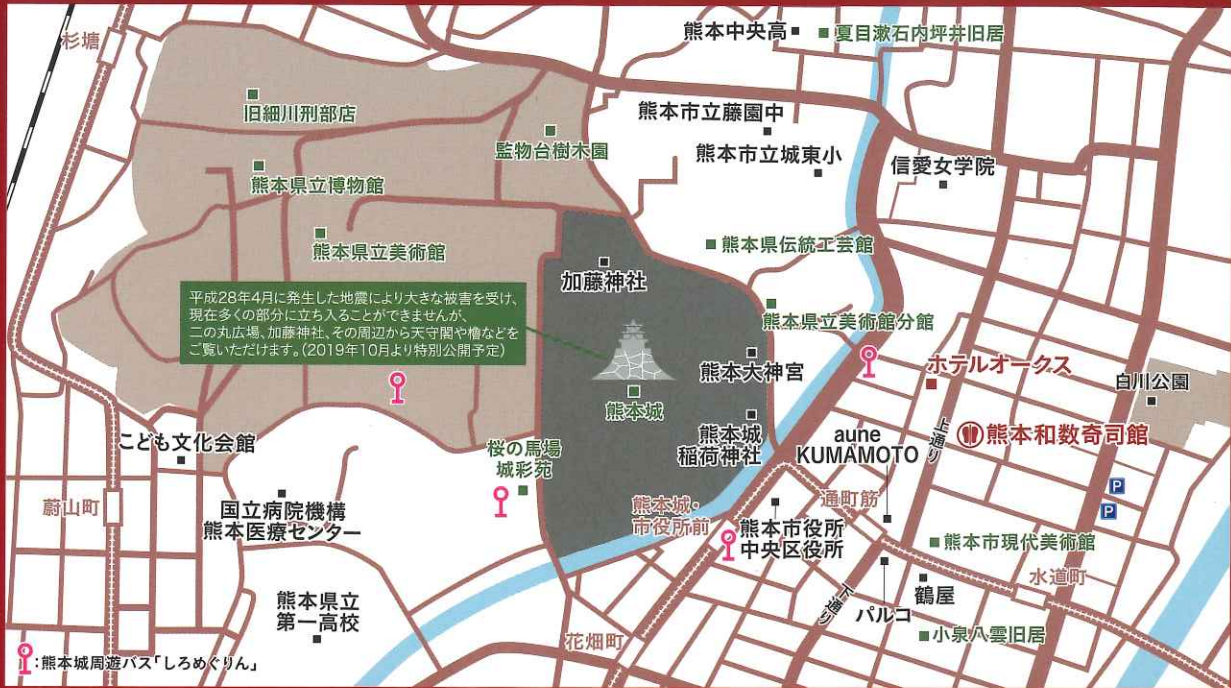 杉塘
熊本中央高
夏目漱石内坪井旧居
旧細川刑部店
監物台樹木園
熊本市立藤園中
熊本市立城東小
信愛女学院
熊本県立博物館
熊本県立美術館
熊本県伝統工芸館
加藤神社
平成28年4月に発生した地震により大きな被害を受け、
現在多くの部分に立ち入ることができませんが、
二の丸広場、加藤神社、その周辺から天守閣や櫓などを
ご覧いただけます。(2019年10月より特別公開予定)
熊本県立美術館分館
熊本大神宮
ホテルオークス
白川公園
熊本城
熊本城
稲荷神社
上通り
熊本和数奇司館
aune
KUMAMOTO
こども文化会館
桜の馬場
城彩苑
蔚山町
国立病院機構
熊本医療センター
熊本城・
市役所前
通町筋
P
P
熊本市役所
中央区役所
熊本市現代美術館
水道町
熊本県立
第一高校
下通り
パルコ
鶴屋
花畑町
小泉八雲旧居
:熊本城周遊バス「しろめぐりん」